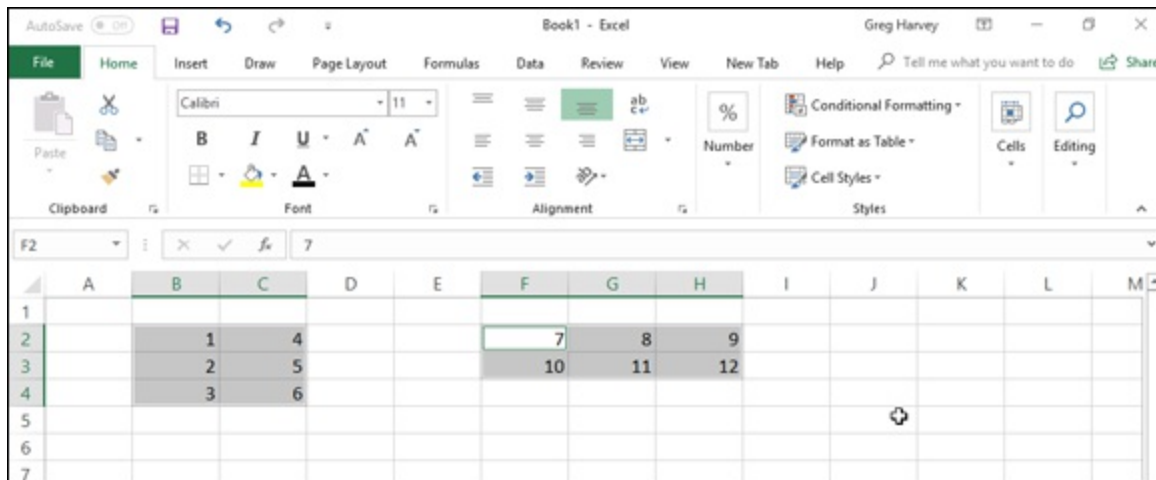 AutoSave Off Book1 - Excel Greg Harvey
File Home Insert Draw Page Layout Formulas Data Review View New Tab Help Tell me what you want to do Share
Calibri 11 ab % Conditional Formatting
Paste B I U A A Number Format as Table Cells Editing
A Cell Styles
Clipboard Font Alignment Styles
F2 fx 7
A B C D E F G H I J K L M
1
2 1 4 7 8 9
3 2 5 10 11 12
4 3 6
5
6
7